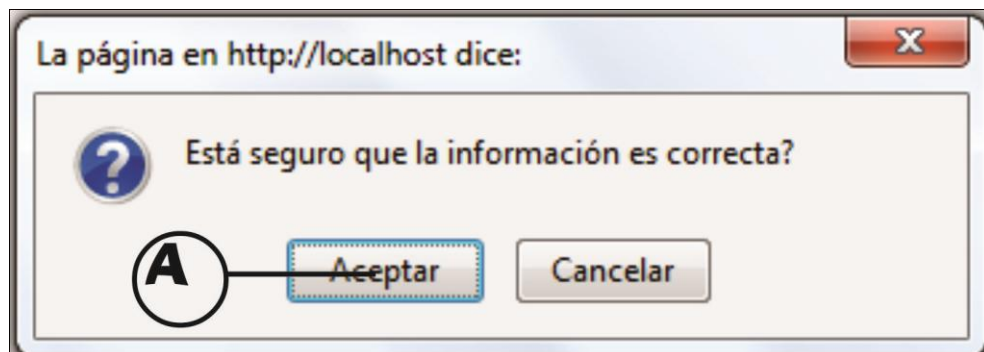 La página en http://localhost dice:
Está seguro que la información es correcta?
A Aceptar Cancelar